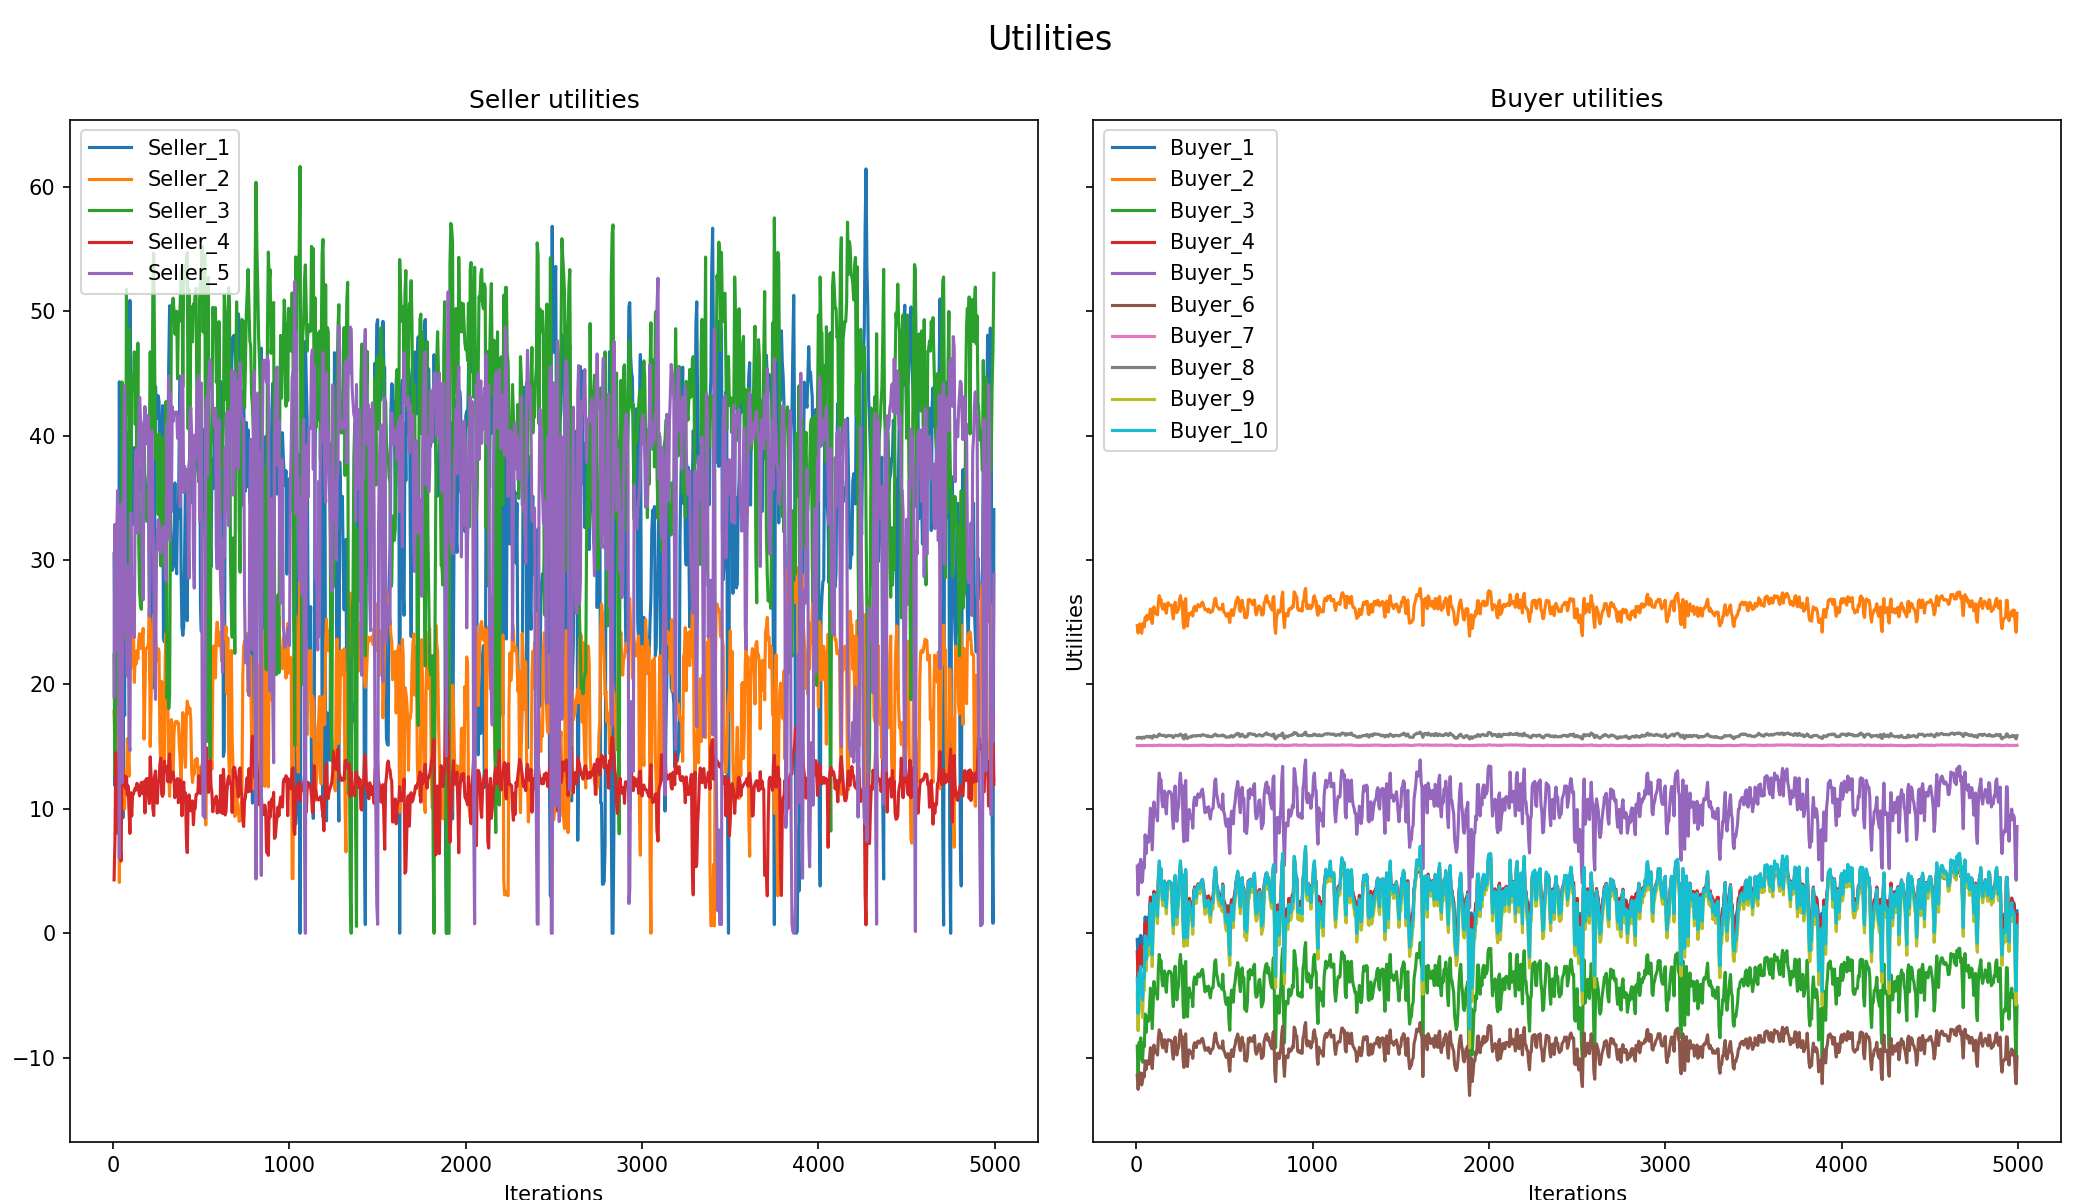 Utilities
Seller utilities
Seller_1
Seller_2
Seller_3
Seller_4
Seller_5
60
50
40
30
20
10
0
−10
0 1000 2000 3000 4000 5000
Iterations
Buyer utilities
Buyer_1
Buyer_2
Buyer_3
Buyer_4
Buyer_5
Buyer_6
Buyer_7
Buyer_8
Buyer_9
Buyer_10
Utilities
0 1000 2000 3000 4000 5000
Iterations